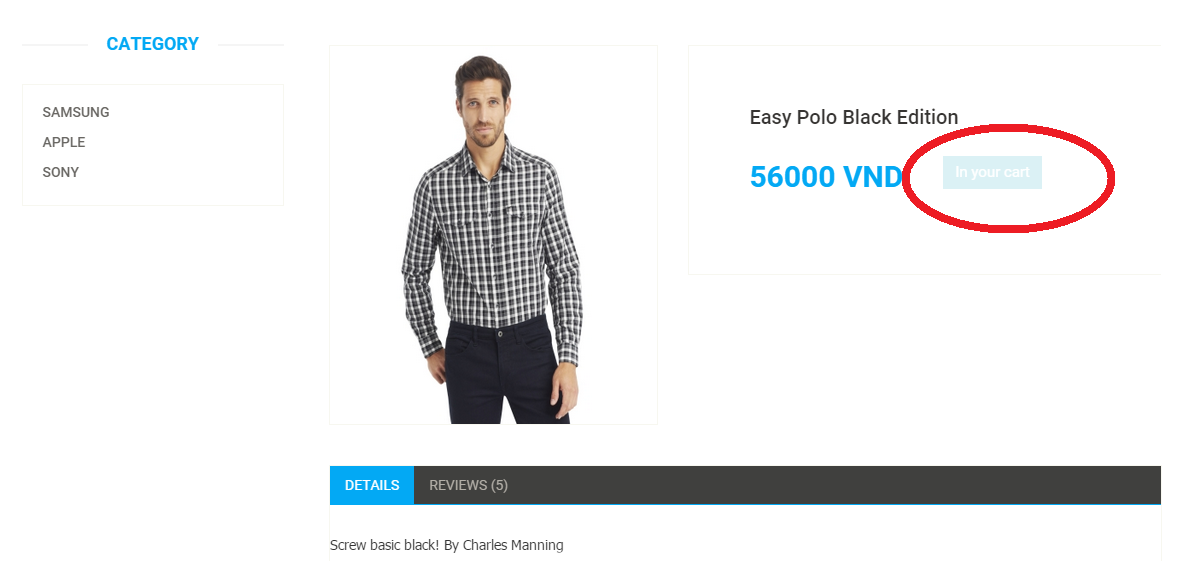 CATEGORY
SAMSUNG
APPLE
SONY
Easy Polo Black Edition
56000 VND
In your cart
DETAILS
REVIEWS (5)
Screw basic black! By Charles Manning